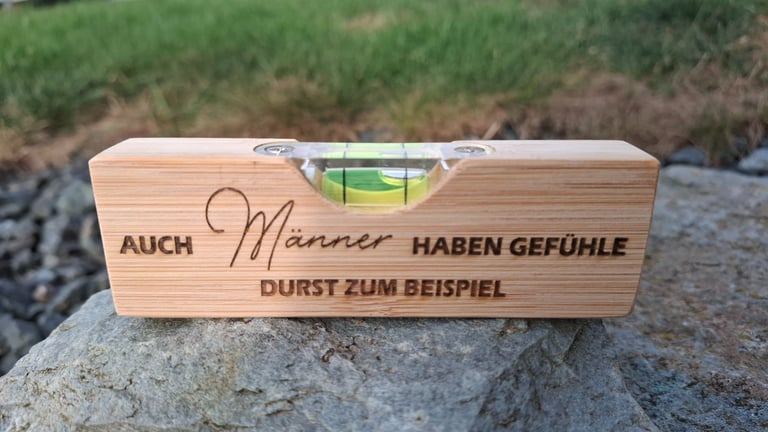 AUCH Männer HABEN GEFÜHLE
DURST ZUM BEISPIEL